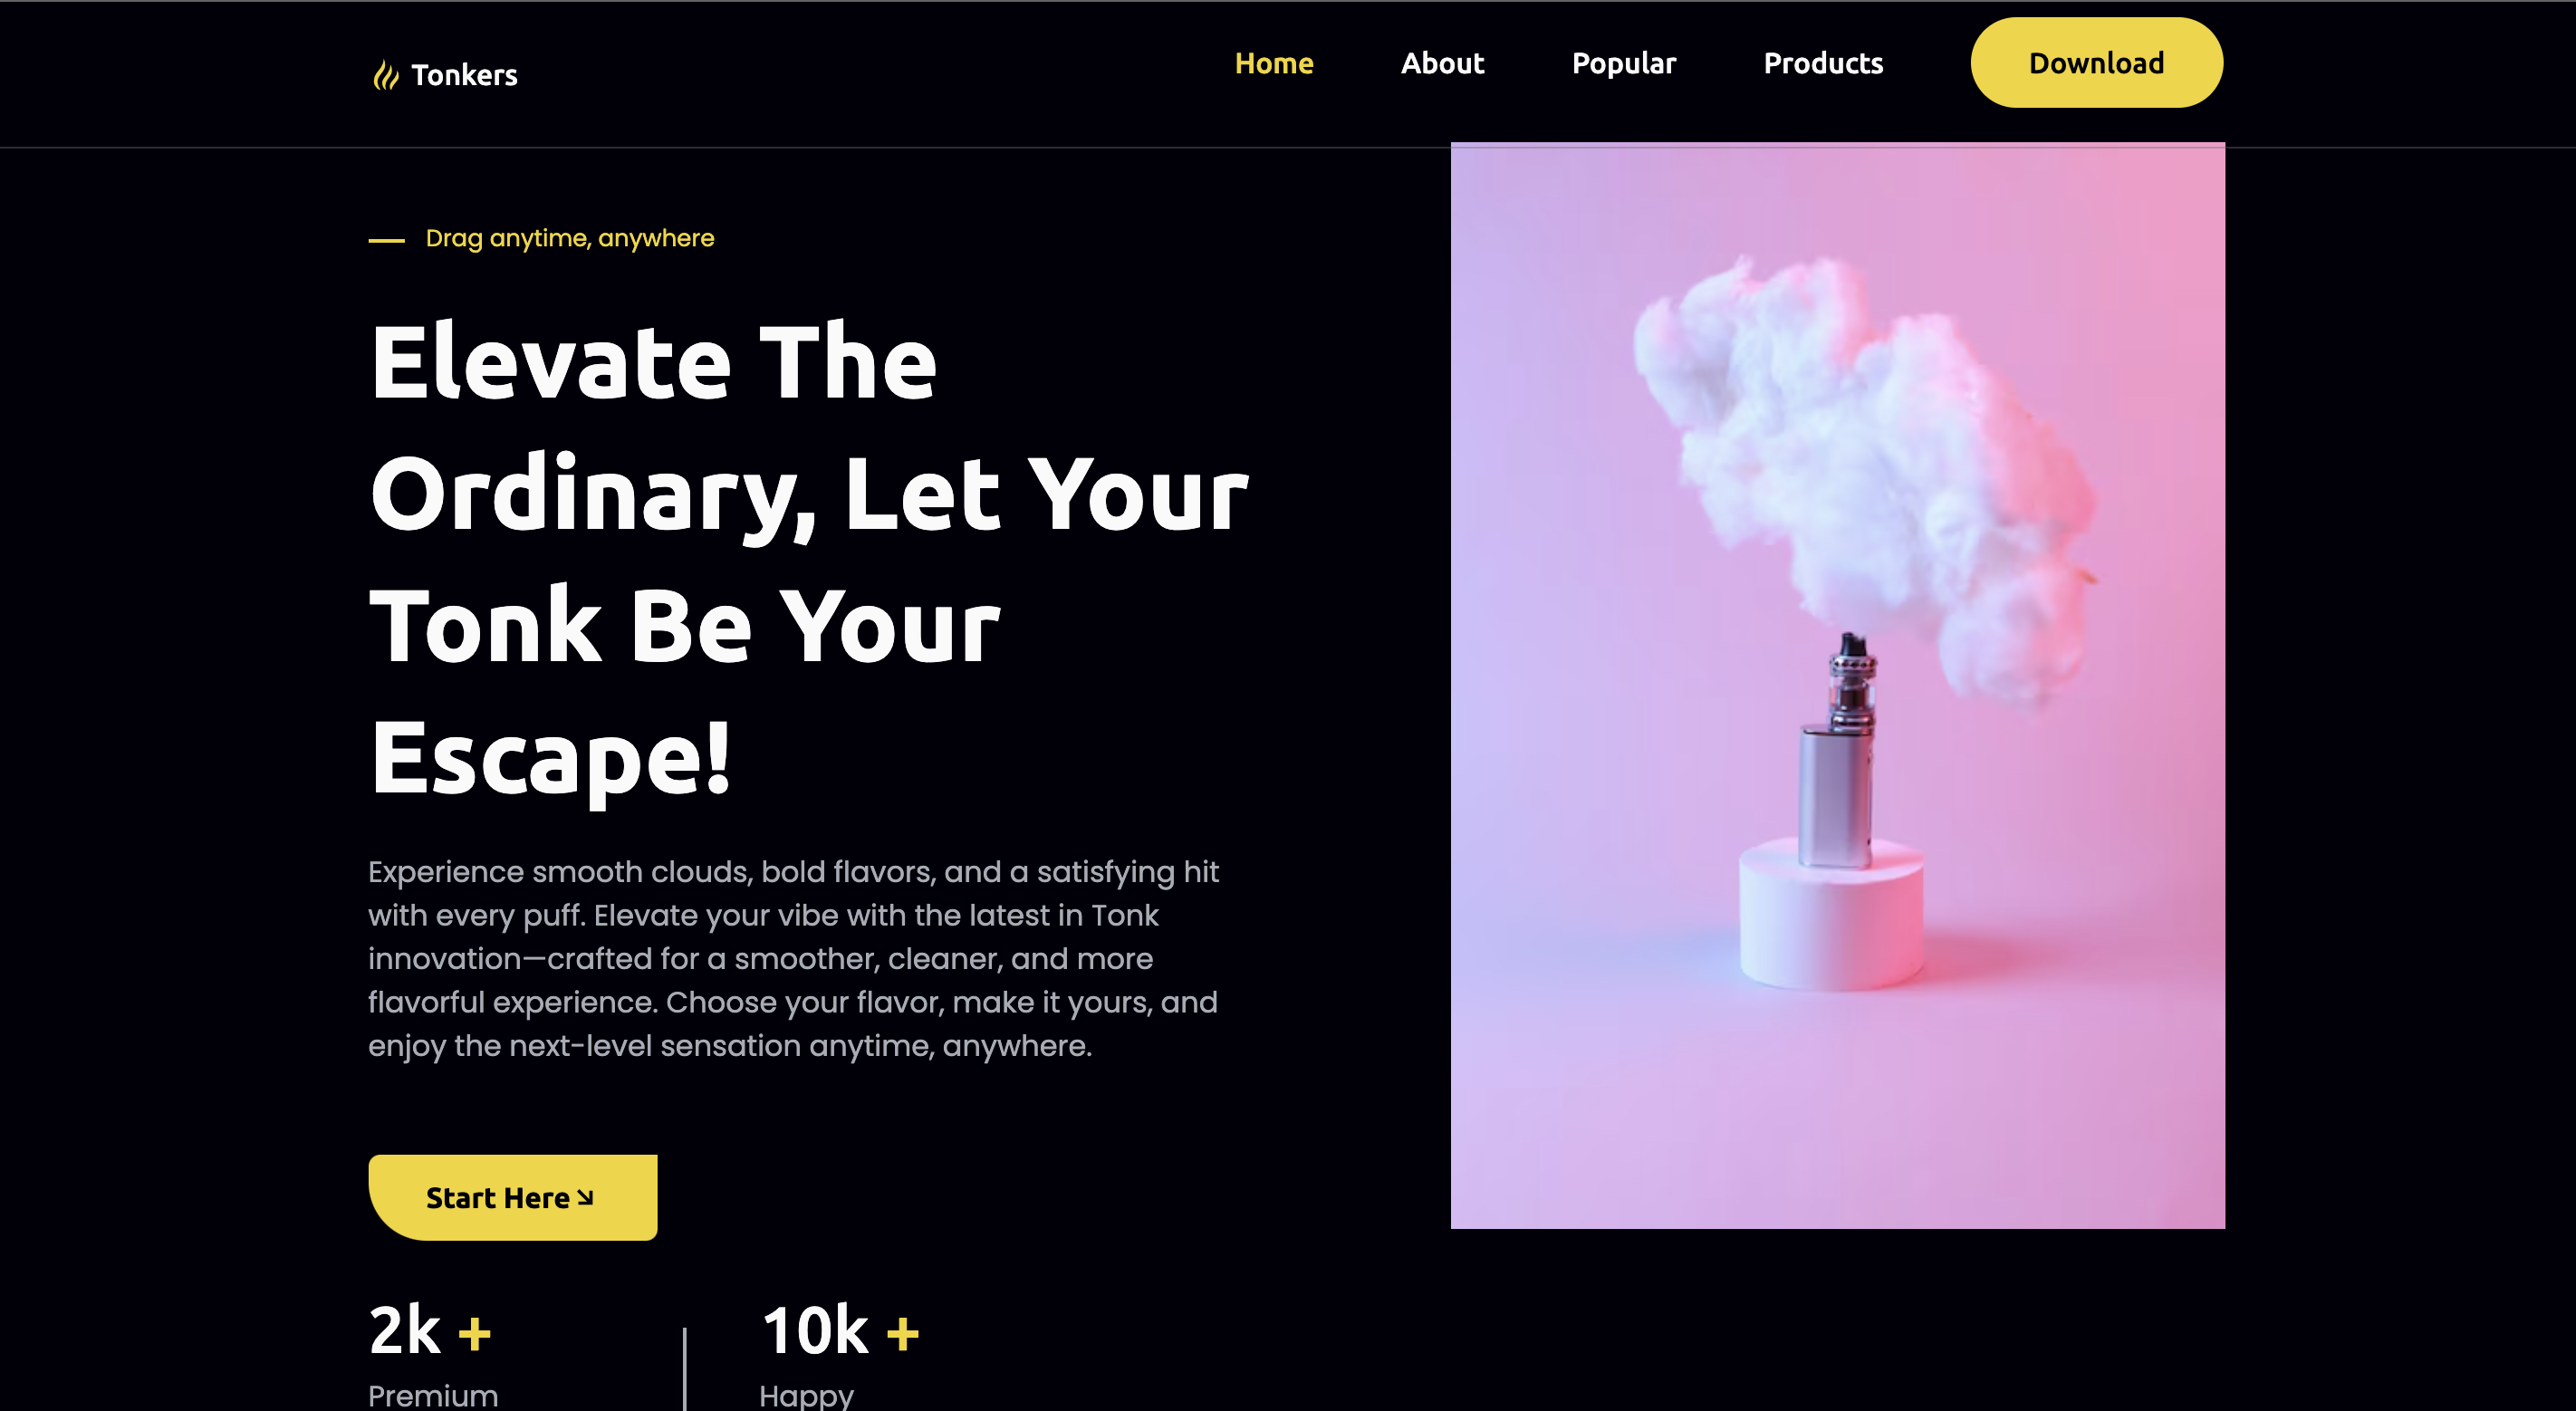 Tonkers
Home
About
Popular
Products
Download
Drag anytime, anywhere
Elevate The
Ordinary, Let Your
Tonk Be Your
Escape!
Experience smooth clouds, bold flavors, and a satisfying hit
with every puff. Elevate your vibe with the latest in Tonk
innovation—crafted for a smoother, cleaner, and more
flavorful experience. Choose your flavor, make it yours, and
enjoy the next-level sensation anytime, anywhere.
Start Here
2k +
10k +
Premium
Happy